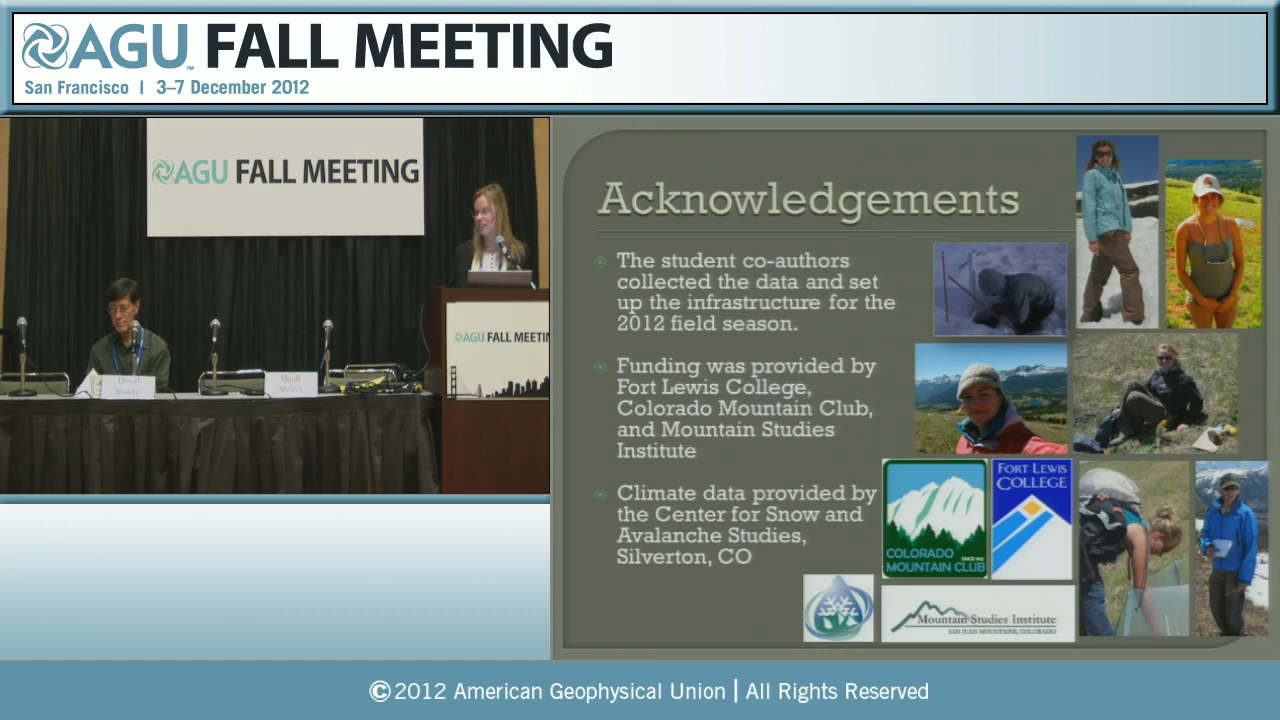 AGU™ FALL MEETING
San Francisco | 3–7 December 2012
AGU FALL MEETING
AGU FALL MEETIN
Acknowledgements
The student co-authors
collected the data and set
up the infrastructure for the
2012 field season.
Funding was provided by
Fort Lewis College,
Colorado Mountain Club,
and Mountain Studies
Institute
Climate data provided by
the Center for Snow and
Avalanche Studies,
Silverton, CO
COLORADO
MOUNTAIN CLUB
FORT LEWIS
COLLEGE
Mountain Studies Institute
SAN JUAN MOUNTAINS, COLORADO
©2012 American Geophysical Union | All Rights Reserved